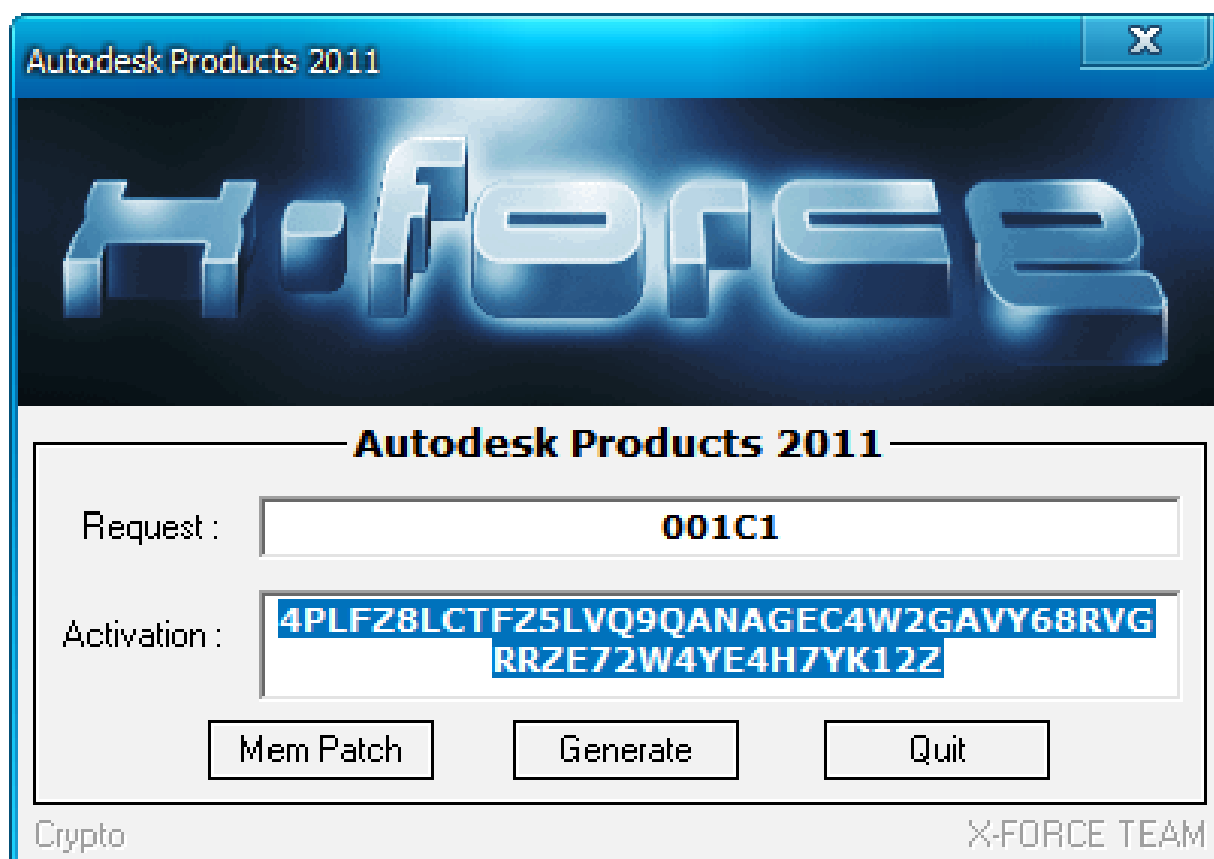 Autodesk Products 2011
X
x-force
Autodesk Products 2011
Request :
001C1
Activation :
4PLFZ8LCTFZ5LVQ9QANAGEC4W2GAVY68RVG
RRZE72W4YE4H7YK12Z
Mem Patch
Generate
Quit
Crypto
X-FORCE TEAM